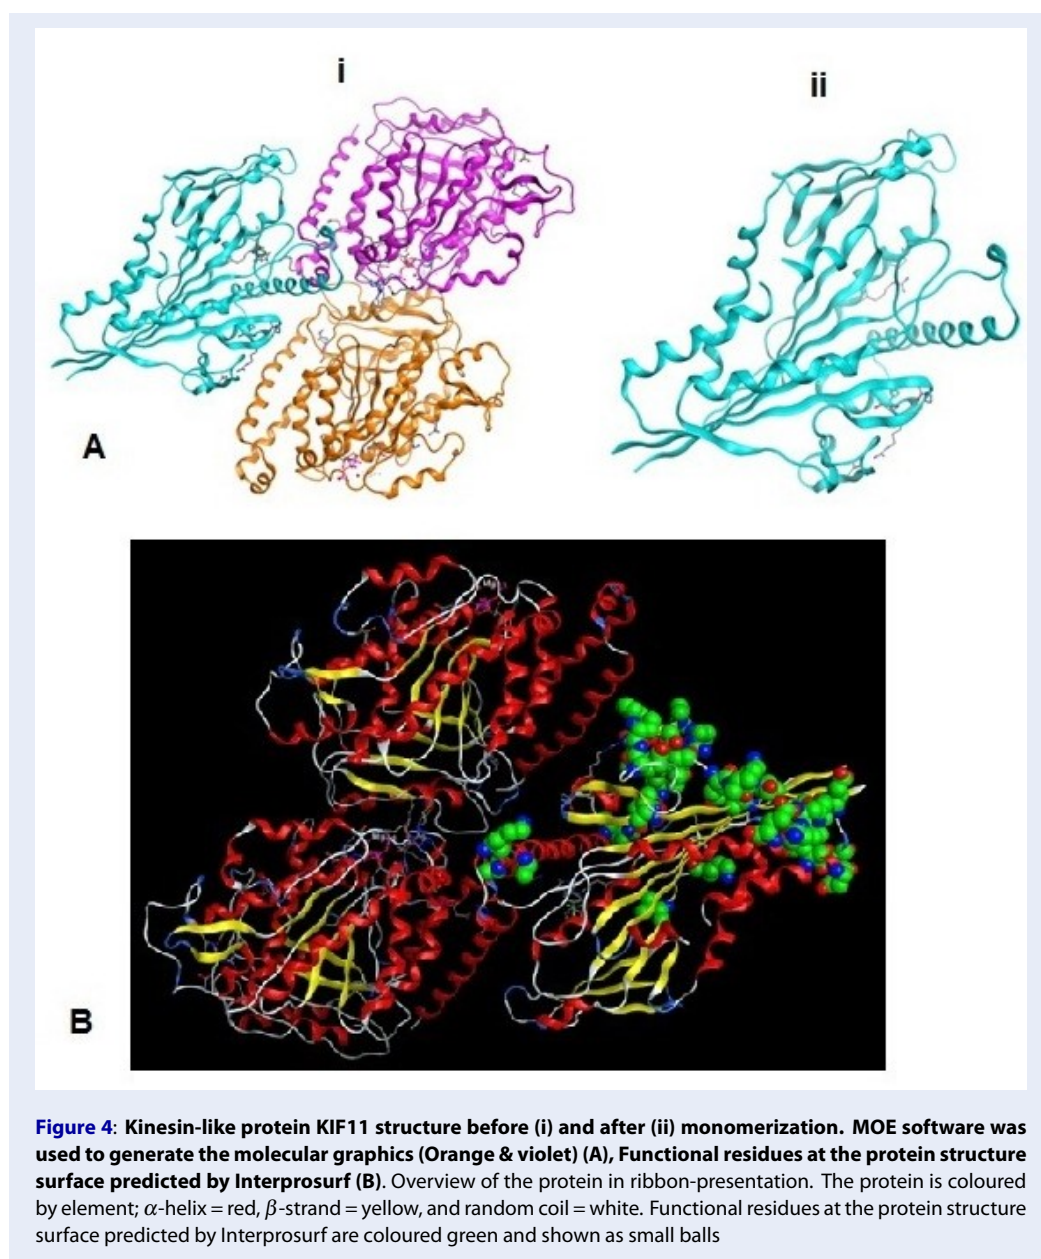 i
ii
A
B
Figure 4: Kinesin-like protein KIF11 structure before (i) and after (ii) monomerization. MOE software was
used to generate the molecular graphics (Orange & violet) (A), Functional residues at the protein structure
surface predicted by Interprosurf (B). Overview of the protein in ribbon-presentation. The protein is coloured
by element; α-helix = red, β-strand = yellow, and random coil = white. Functional residues at the protein structure
surface predicted by Interprosurf are coloured green and shown as small balls